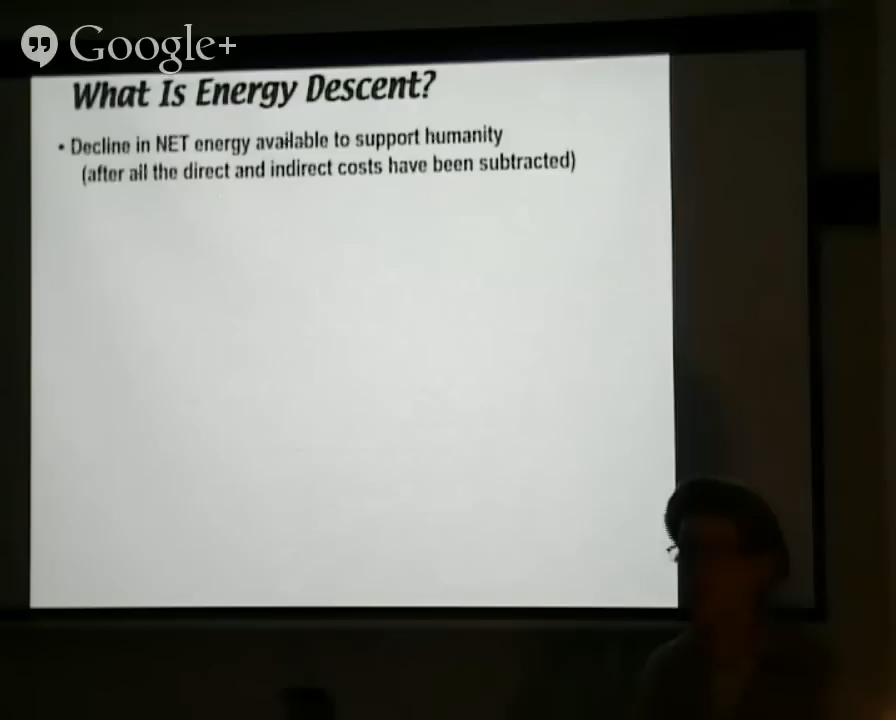 Google+
What Is Energy Descent?
• Decline in NET energy available to support humanity
(after all the direct and indirect costs have been subtracted)